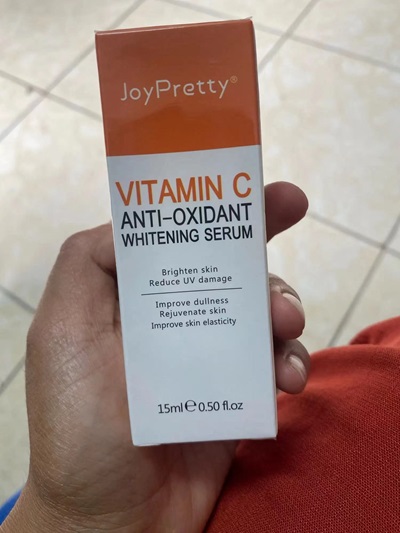 JoyPretty®
VITAMIN C
ANTI-OXIDANT
WHITENING SERUM
Brighten skin
Reduce UV damage
Improve dullness
Rejuvenate skin
Improve skin elasticity
15ml℮0.50 fl.oz